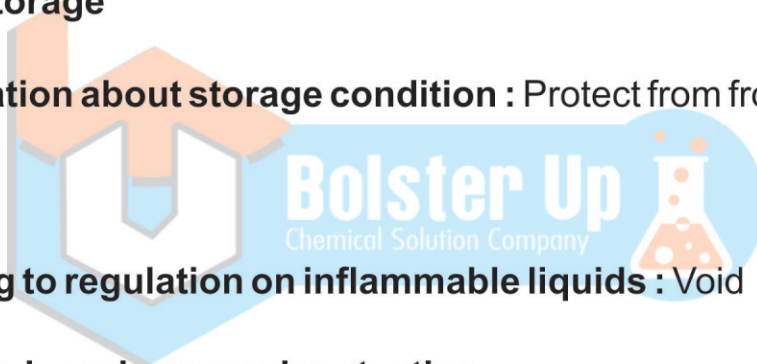 torage
ation about storage condition : Protect from fro
Bolster Up
Chemical Solution Company
g to regulation on inflammable liquids : Void